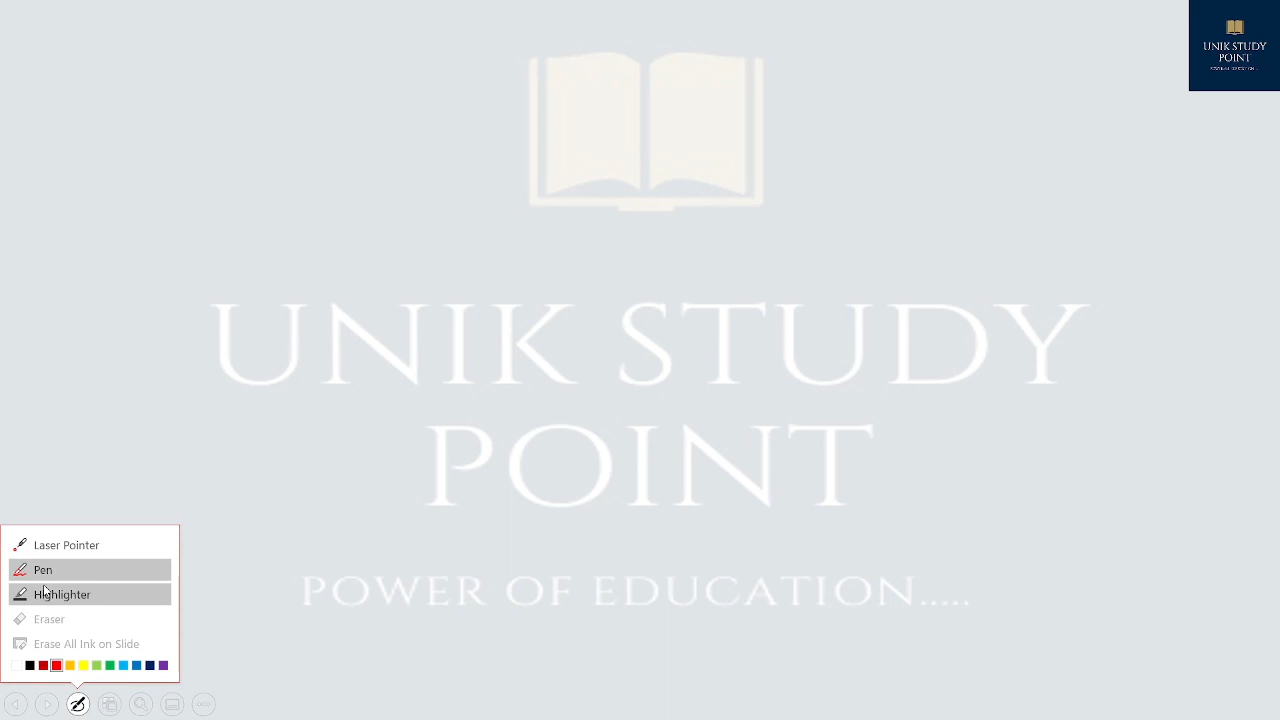 UNIK STUDY
POINT
UNIK STUDY
POINT
POWER OF EDUCATION.....
Laser Pointer
Pen
Highlighter
Eraser
Erase All Ink on Slide